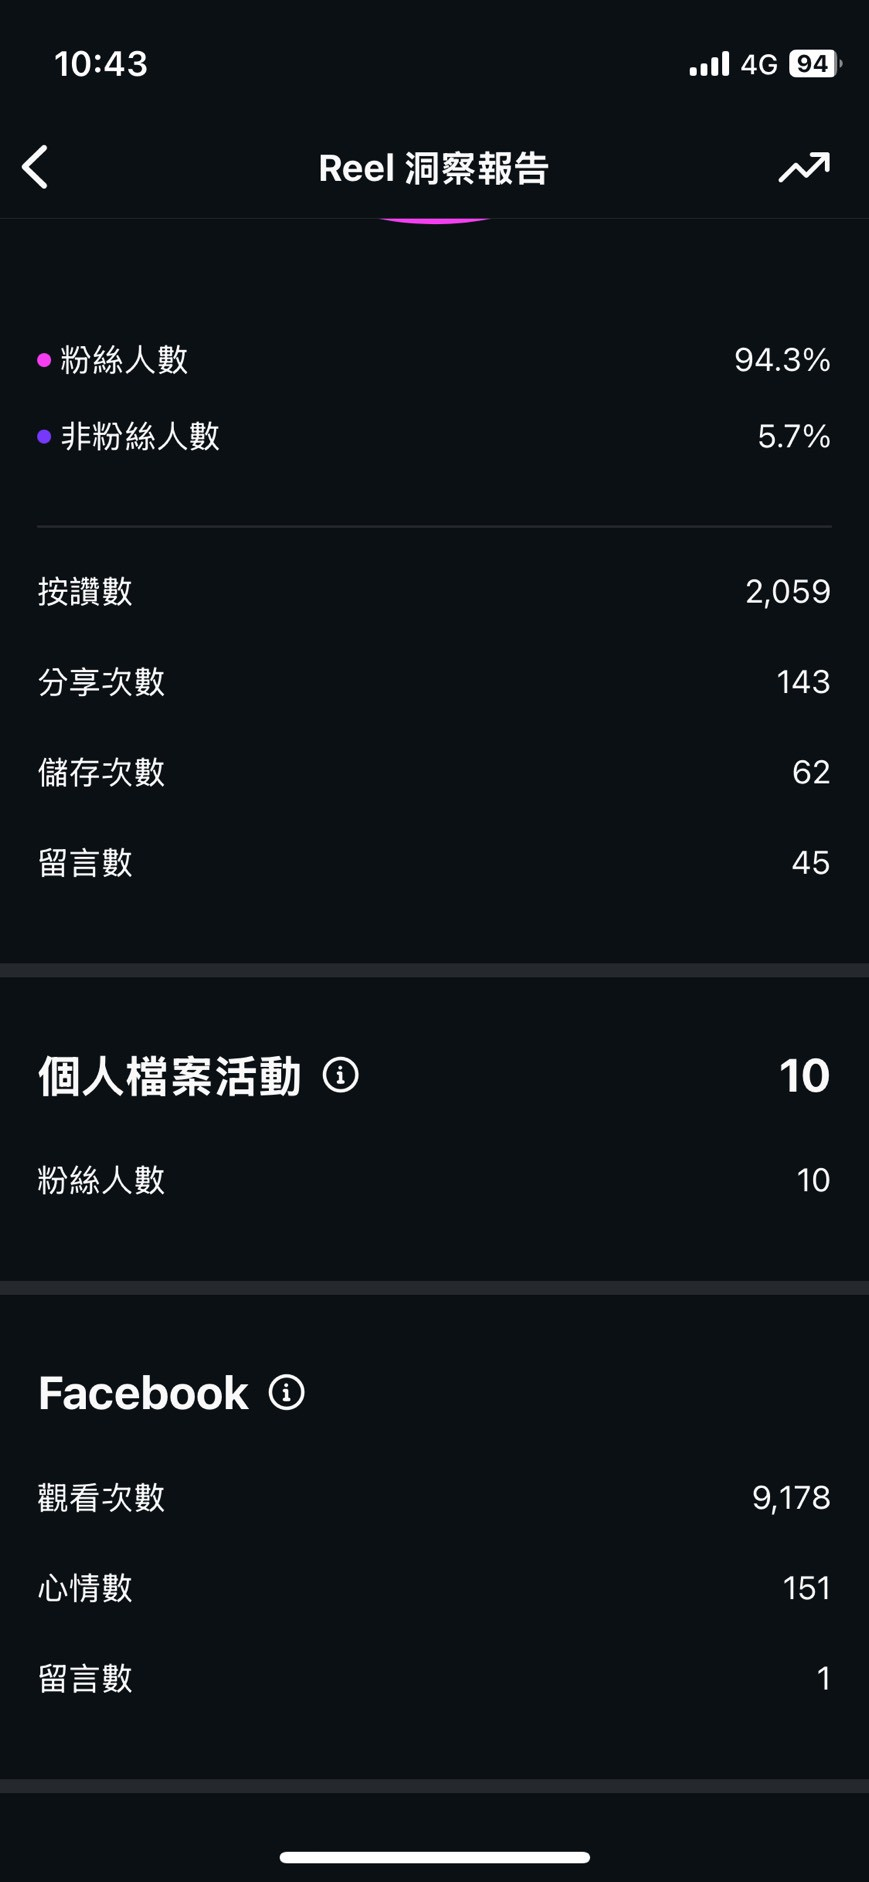 10:43
4G 94
Reel 洞察報告
粉絲人數 94.3%
非粉絲人數 5.7%
按讚數 2,059
分享次數 143
儲存次數 62
留言數 45
個人檔案活動 10
粉絲人數 10
Facebook
觀看次數 9,178
心情數 151
留言數 1